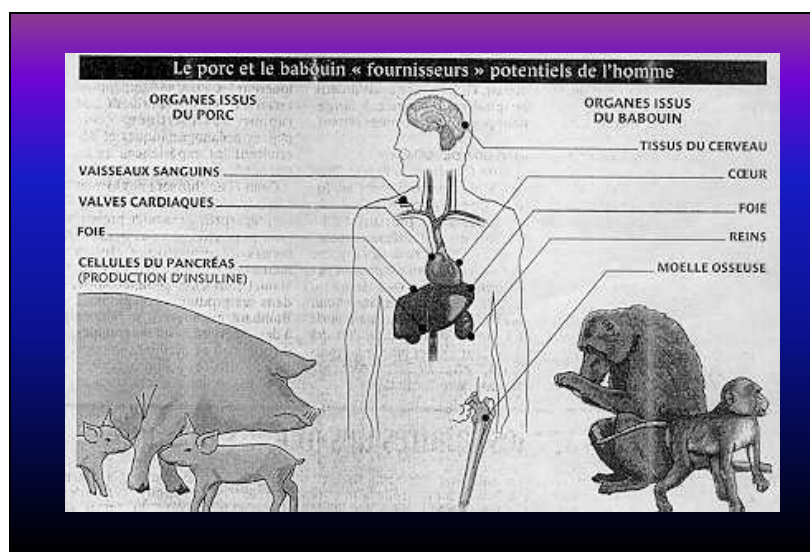 Le porc et le babouin « fournisseurs » potentiels de l'homme
ORGANES ISSUS
DU PORC
VAISSEAUX SANGUINS
VALVES CARDIAQUES
FOIE
CELLULES DU PANCRÉAS
(PRODUCTION D'INSULINE)
ORGANES ISSUS
DU BABOUIN
TISSUS DU CERVEAU
CŒUR
FOIE
REINS
MOELLE OSSEUSE